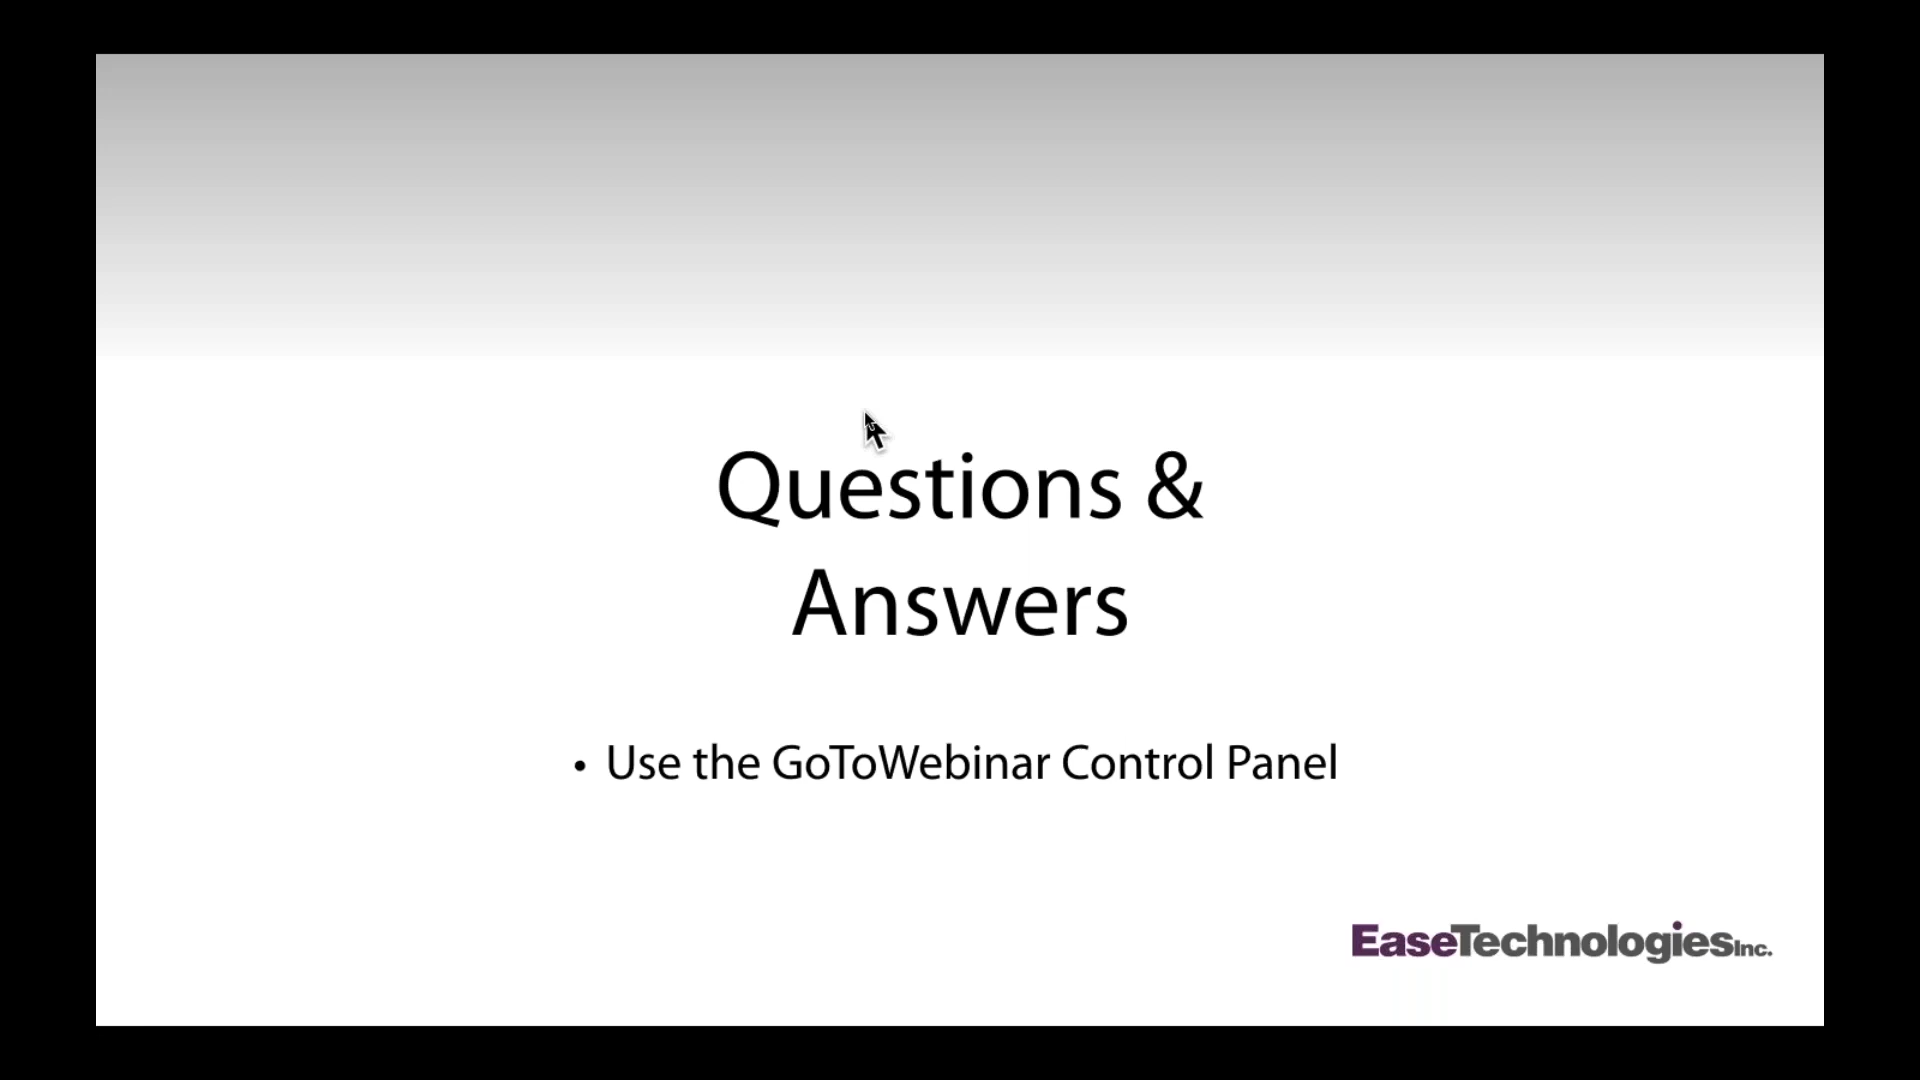 Questions &
Answers
• Use the GoToWebinar Control Panel
EaseTechnologiesInc.